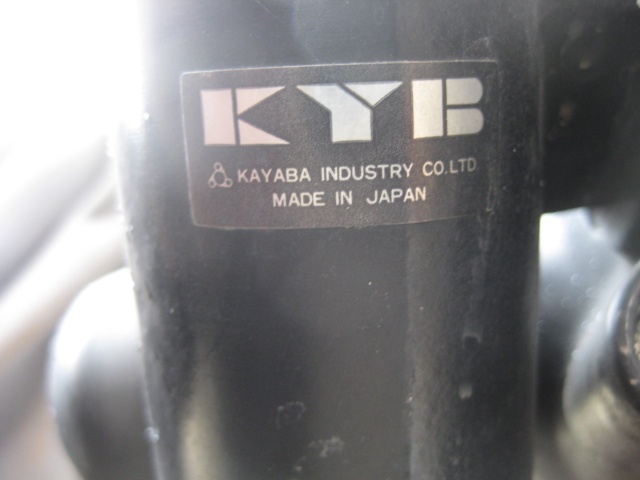 KYB
KAYABA INDUSTRY CO.LTD
MADE IN JAPAN